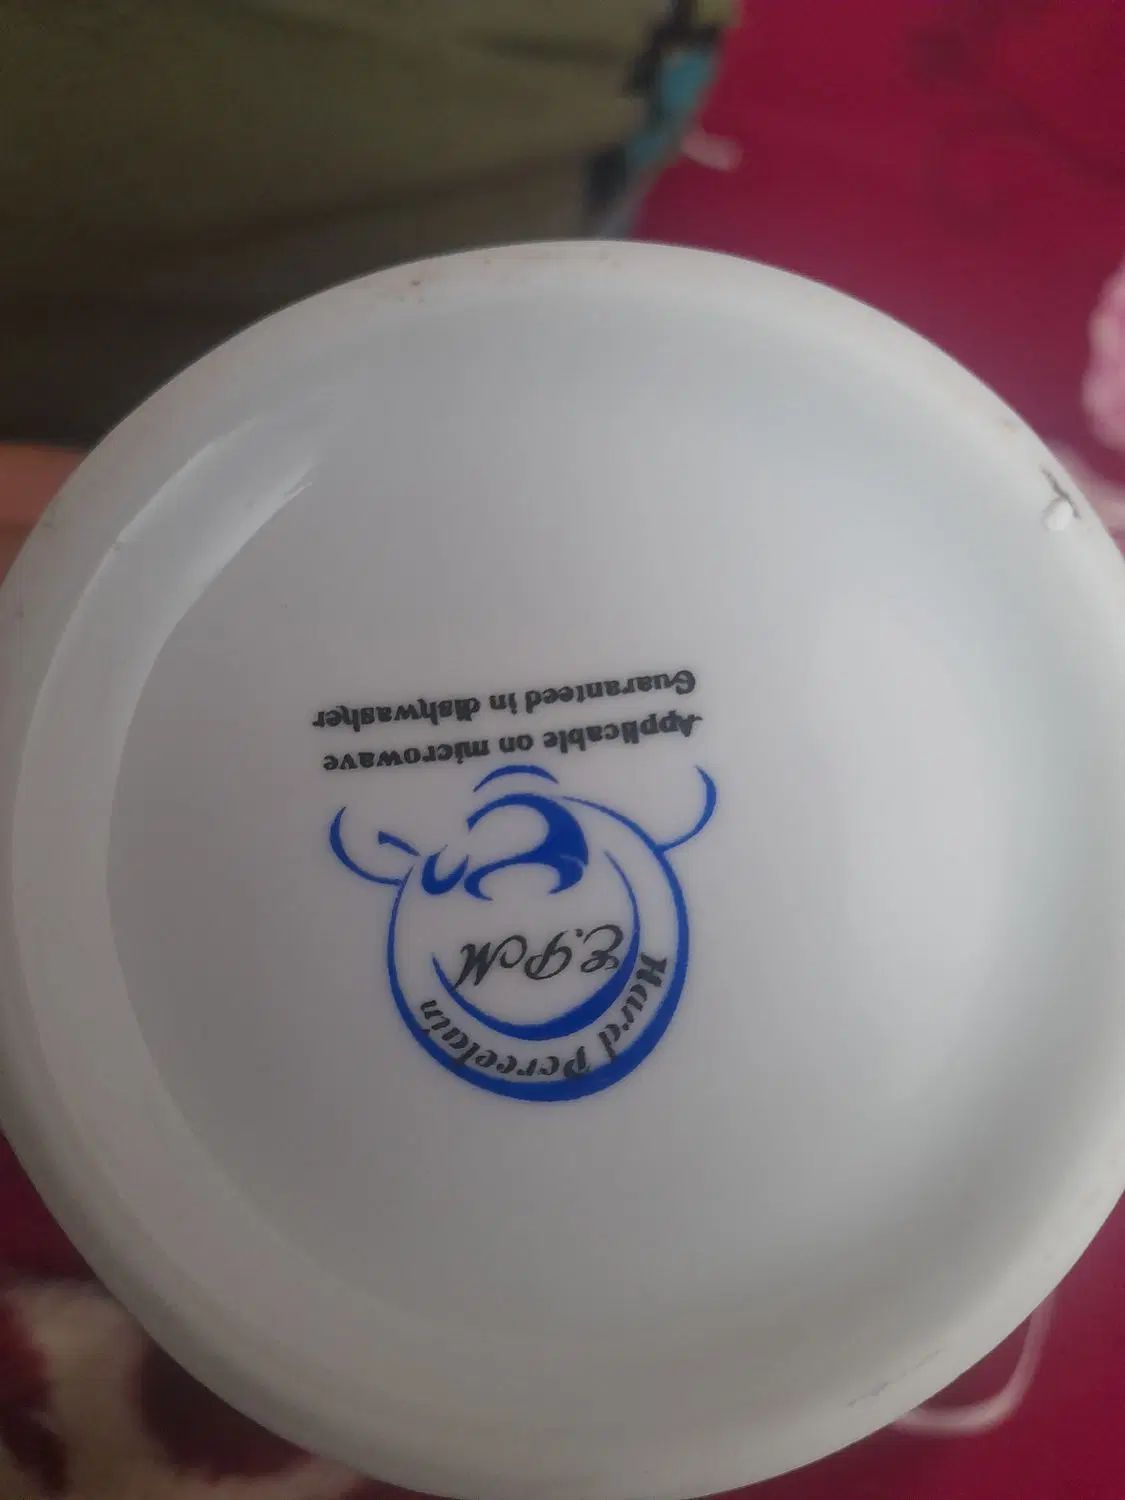 Hard Porcelain
E.P.M
Applicable on microwave
Guaranteed in dishwasher